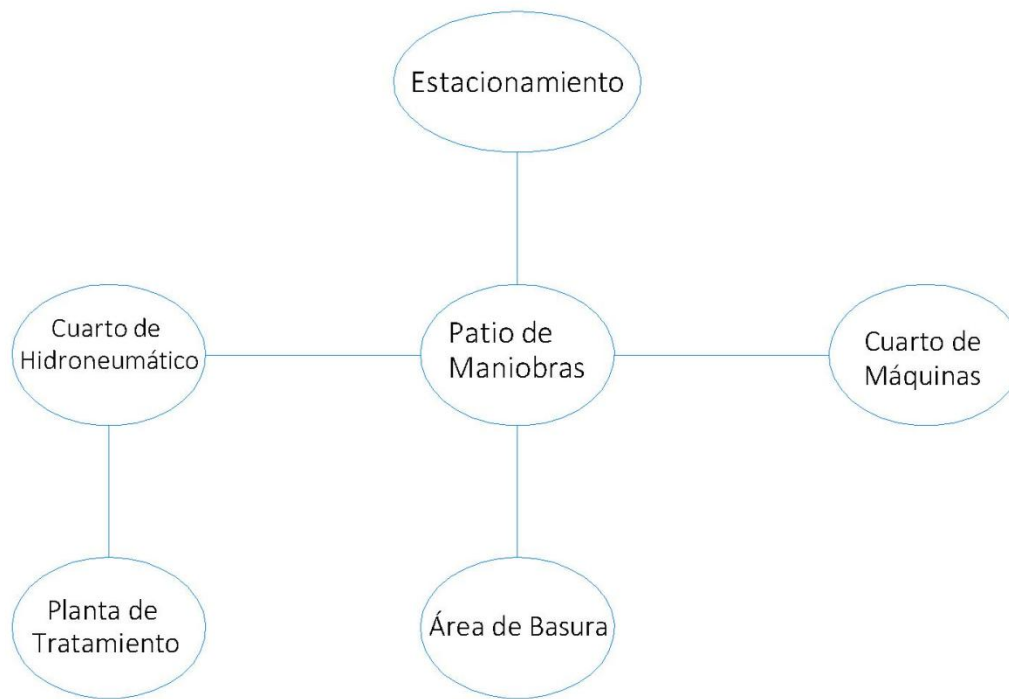 Estacionamiento
Cuarto de
Hidroneumático
Patio de
Maniobras
Cuarto de
Máquinas
Planta de
Tratamiento
Área de Basura